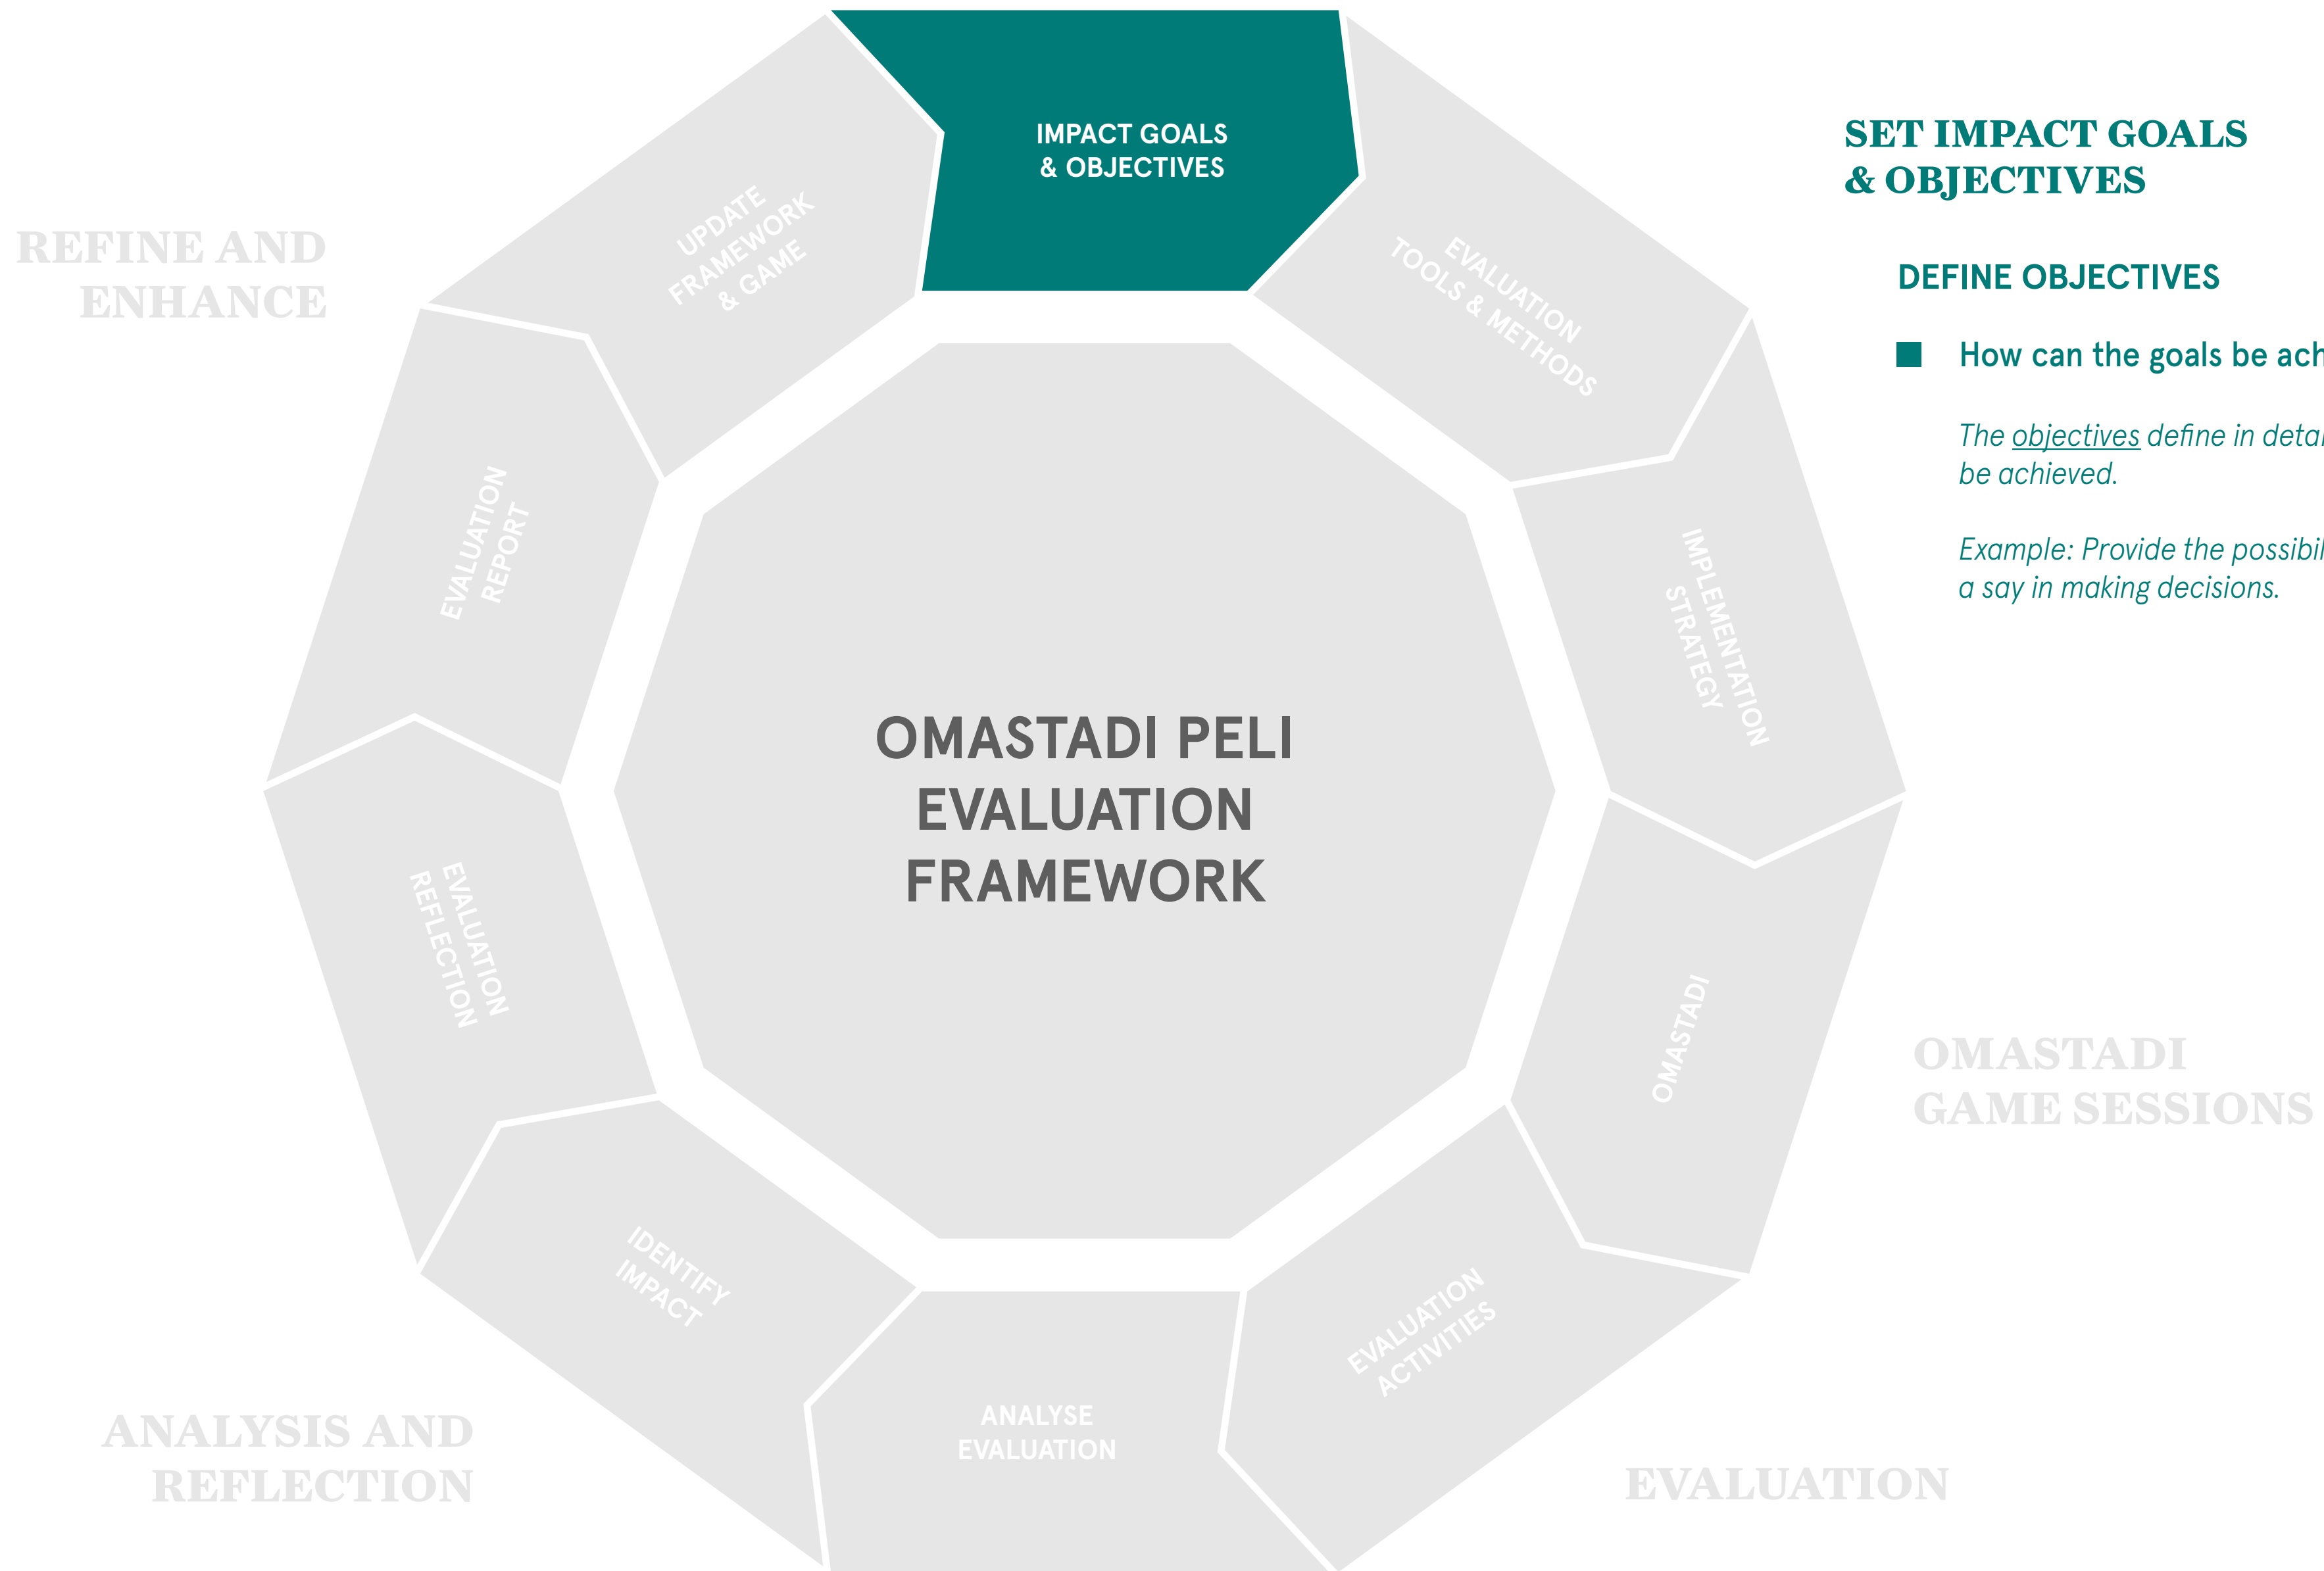 IMPACT GOALS
& OBJECTIVES
SET IMPACT GOALS
& OBJECTIVES
DEFINE OBJECTIVES
How can the goals be
The objectives define in
be achieved.
Example: Provide the
a say in making decisions.
EVALUATION
TOOLS & METHODS
IMPLEMENTATION
STRATEGY
OMASTADI
OMASTADI
GAME SESSIONS
EVALUATION
ACTIVITIES
EVALUATION
ANALYSE
EVALUATION
IDENTIFY
IMPACT
ANALYSIS AND
REFLECTION
EVALUATION
REFLECTION
EVALUATION
REPORT
REFINE AND
ENHANCE
UPDATE
FRAMEWORK
& GAME
OMASTADI PELI
EVALUATION
FRAMEWORK